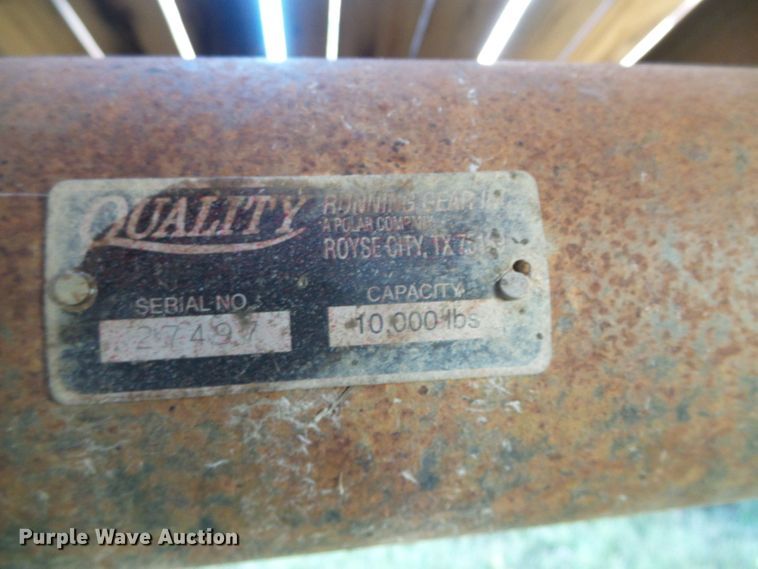 QUALITY
RUNNING GEAR
A POLAR COMPANY
ROYSE CITY, TX
SERIAL NO.
27497
CAPACITY
10,000 lbs
Purple Wave Auction